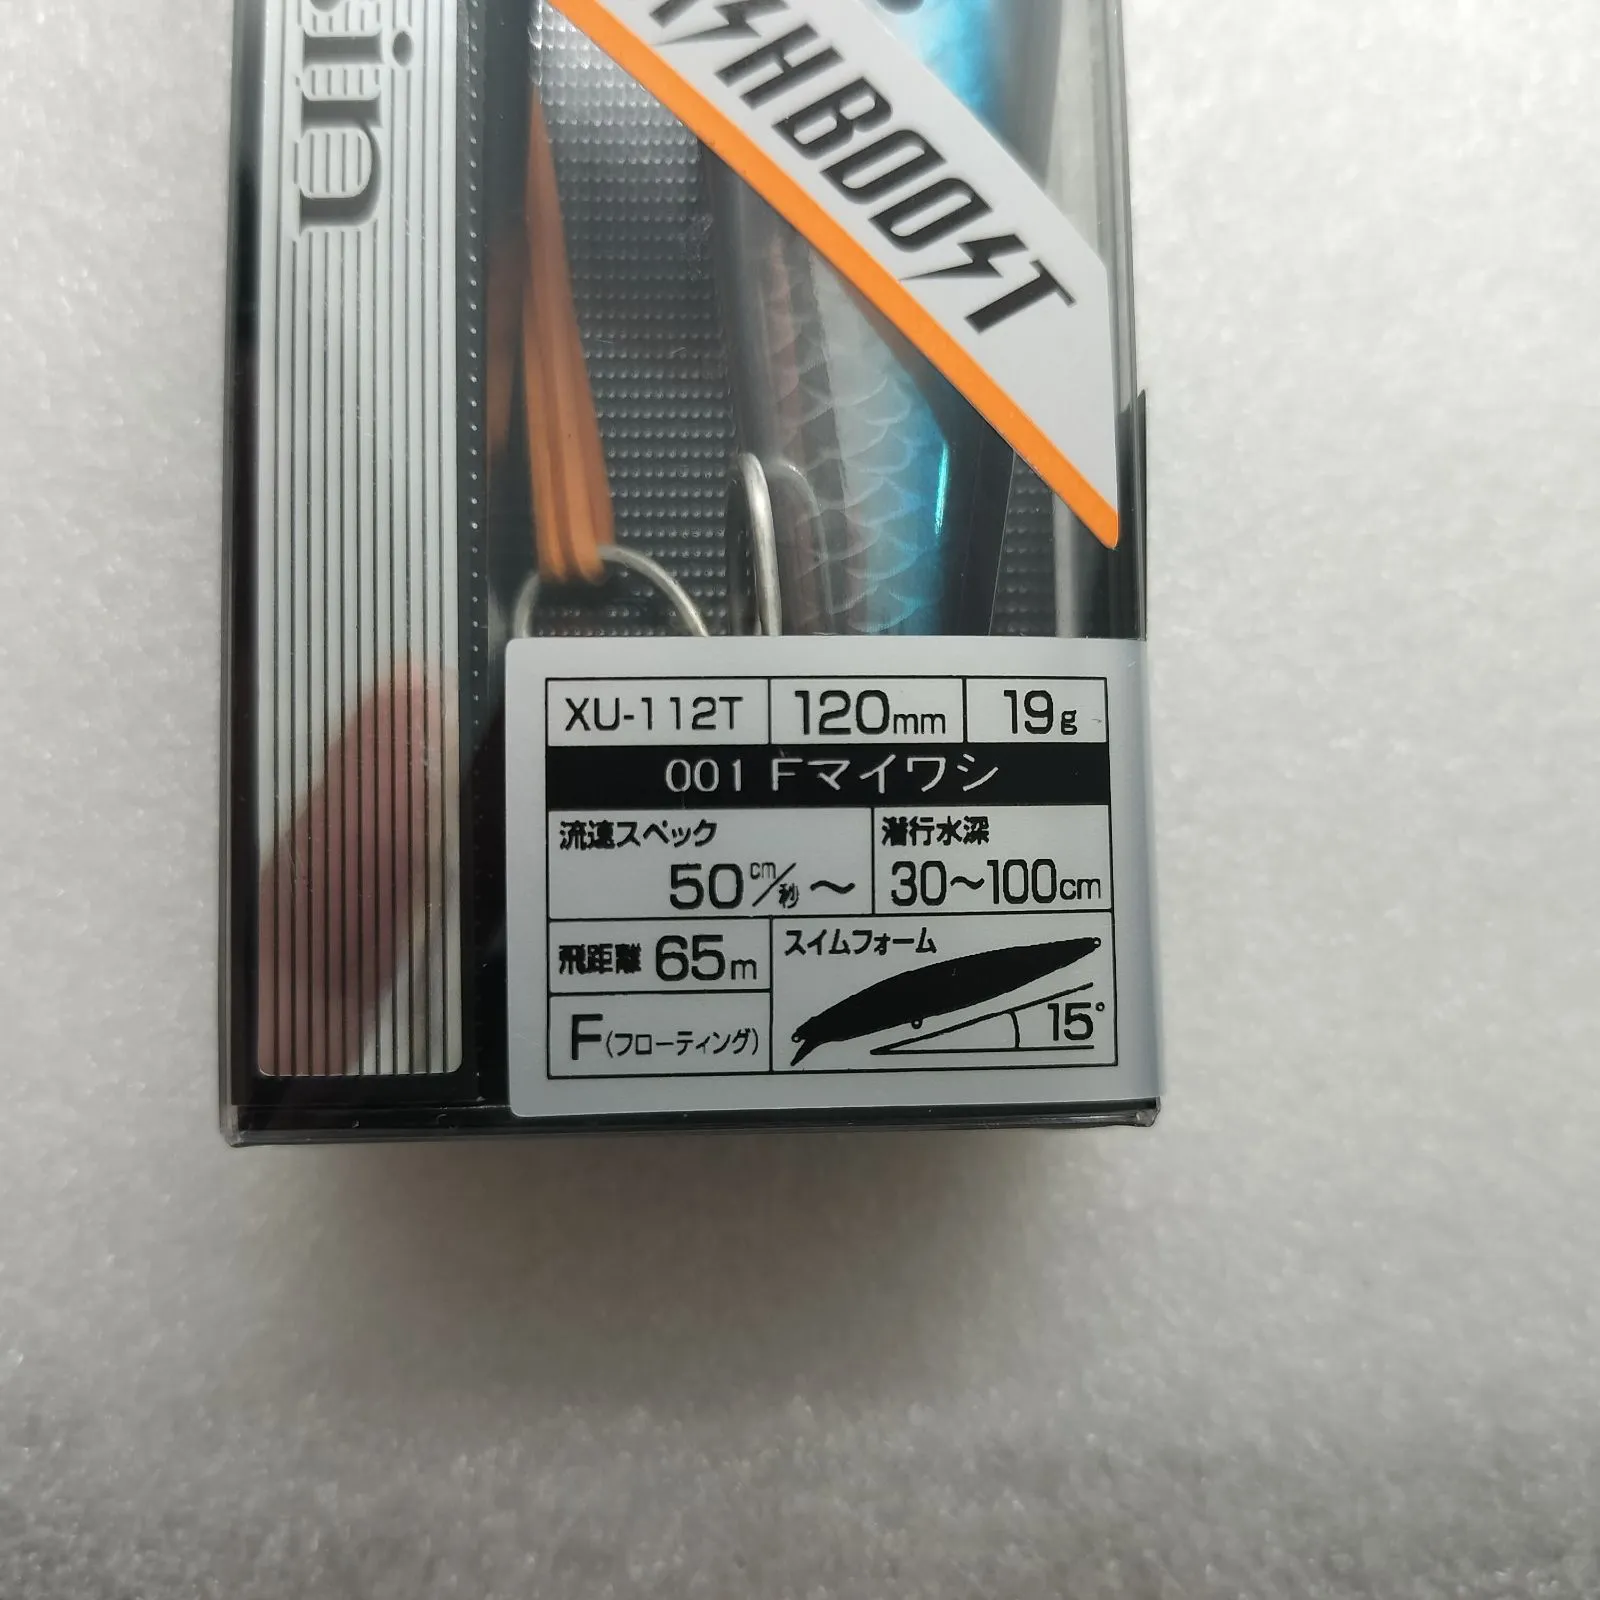 SHBOOST
XU-112T
120mm
19g
001 Fマイワシ
流速スペック
50cm/秒～
潜行水深
30～100cm
飛距離 65m
スイムフォーム
15°
F(フローティング)